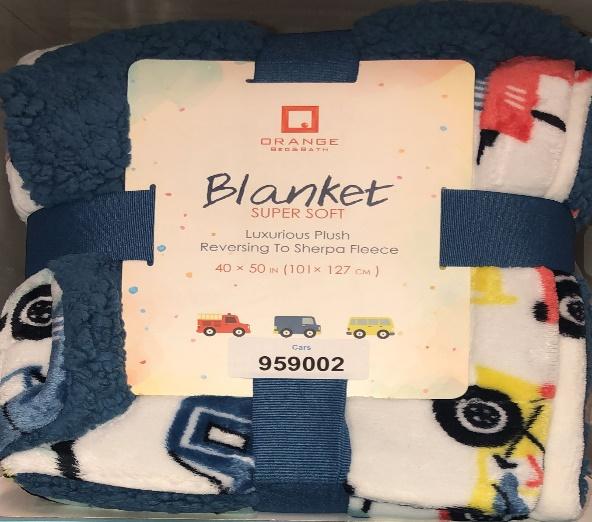 ORANGE
BED&BATH
Blanket
SUPER SOFT
Luxurious Plush
Reversing To Sherpa Fleece
40 × 50 IN (101 × 127 CM)
Cars
959002